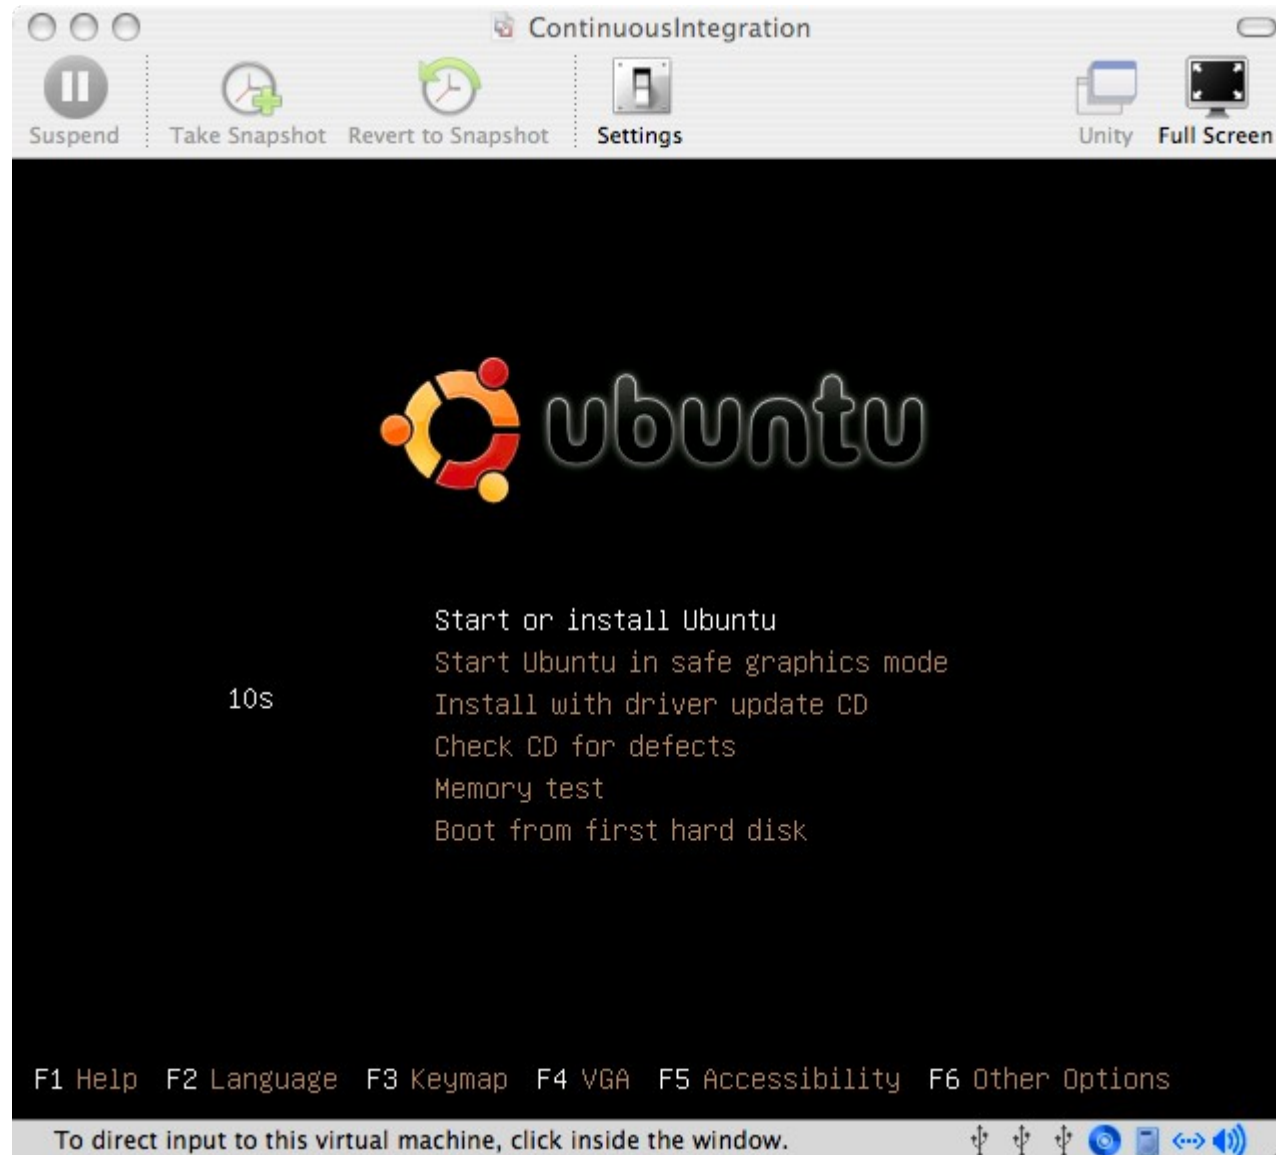 ContinuousIntegration
Suspend Take Snapshot Revert to Snapshot Settings Unity Full Screen
ubuntu
Start or install Ubuntu
Start Ubuntu in safe graphics mode
10s Install with driver update CD
Check CD for defects
Memory test
Boot from first hard disk
F1 Help F2 Language F3 Keymap F4 VGA F5 Accessibility F6 Other Options
To direct input to this virtual machine, click inside the window.